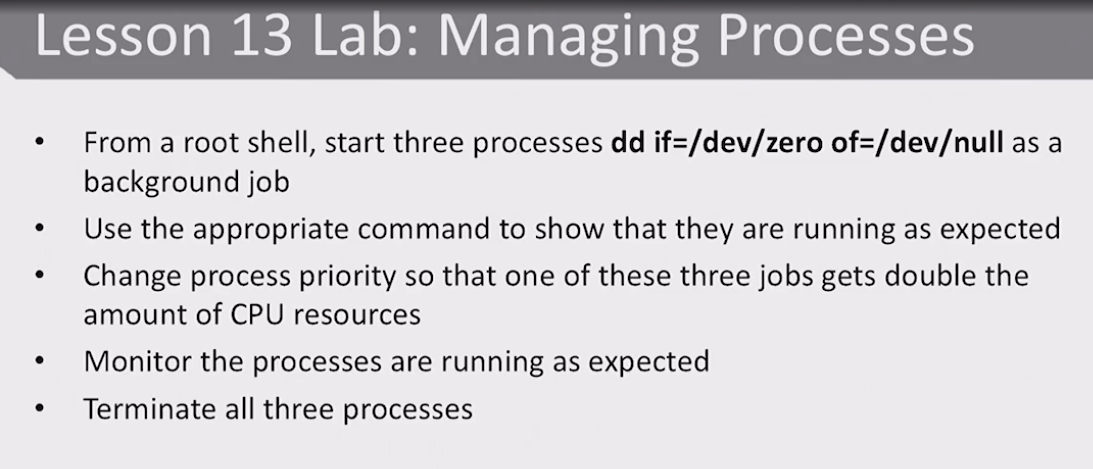 Lesson 13 Lab: Managing Processes
• From a root shell, start three processes dd if=/dev/zero of=/dev/null as a
background job
• Use the appropriate command to show that they are running as expected
• Change process priority so that one of these three jobs gets double the
amount of CPU resources
• Monitor the processes are running as expected
• Terminate all three processes